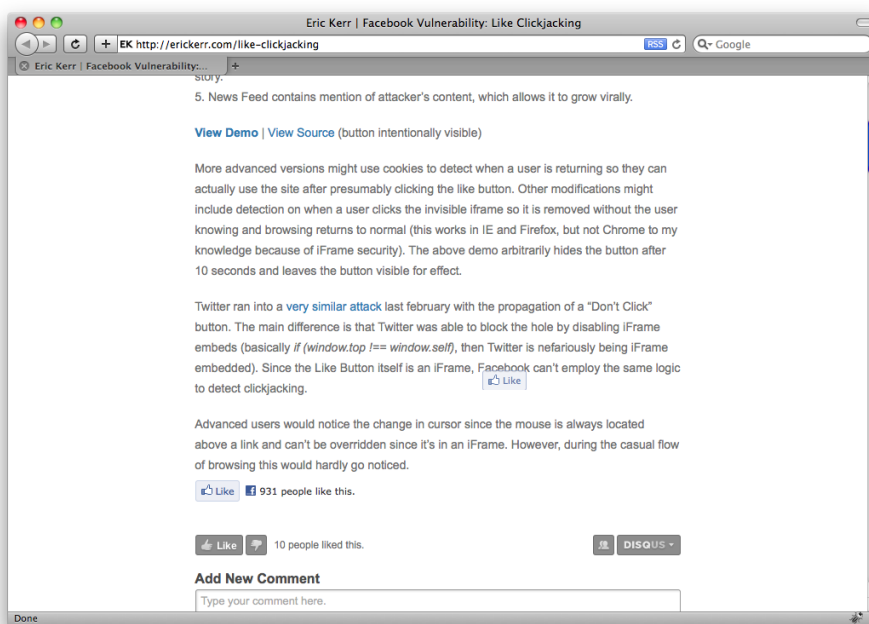 Eric Kerr | Facebook Vulnerability: Like Clickjacking
EK http://erickerr.com/like-clickjacking
RSS
Google
Eric Kerr | Facebook Vulnerability:...
story.
5. News Feed contains mention of attacker's content, which allows it to grow virally.
View Demo | View Source (button intentionally visible)
More advanced versions might use cookies to detect when a user is returning so they can
actually use the site after presumably clicking the like button. Other modifications might
include detection on when a user clicks the invisible iframe so it is removed without the user
knowing and browsing returns to normal (this works in IE and Firefox, but not Chrome to my
knowledge because of iFrame security). The above demo arbitrarily hides the button after
10 seconds and leaves the button visible for effect.
Twitter ran into a very similar attack last february with the propagation of a “Don't Click”
button. The main difference is that Twitter was able to block the hole by disabling iFrame
embeds (basically if (window.top !== window.self), then Twitter is nefariously being iFrame
embedded). Since the Like Button itself is an iFrame, Facebook can't employ the same logic
Like
to detect clickjacking.
Advanced users would notice the change in cursor since the mouse is always located
above a link and can't be overridden since it's in an iFrame. However, during the casual flow
of browsing this would hardly go noticed.
Like 931 people like this.
Like 10 people liked this. DISQUS
Add New Comment
Type your comment here.
Done